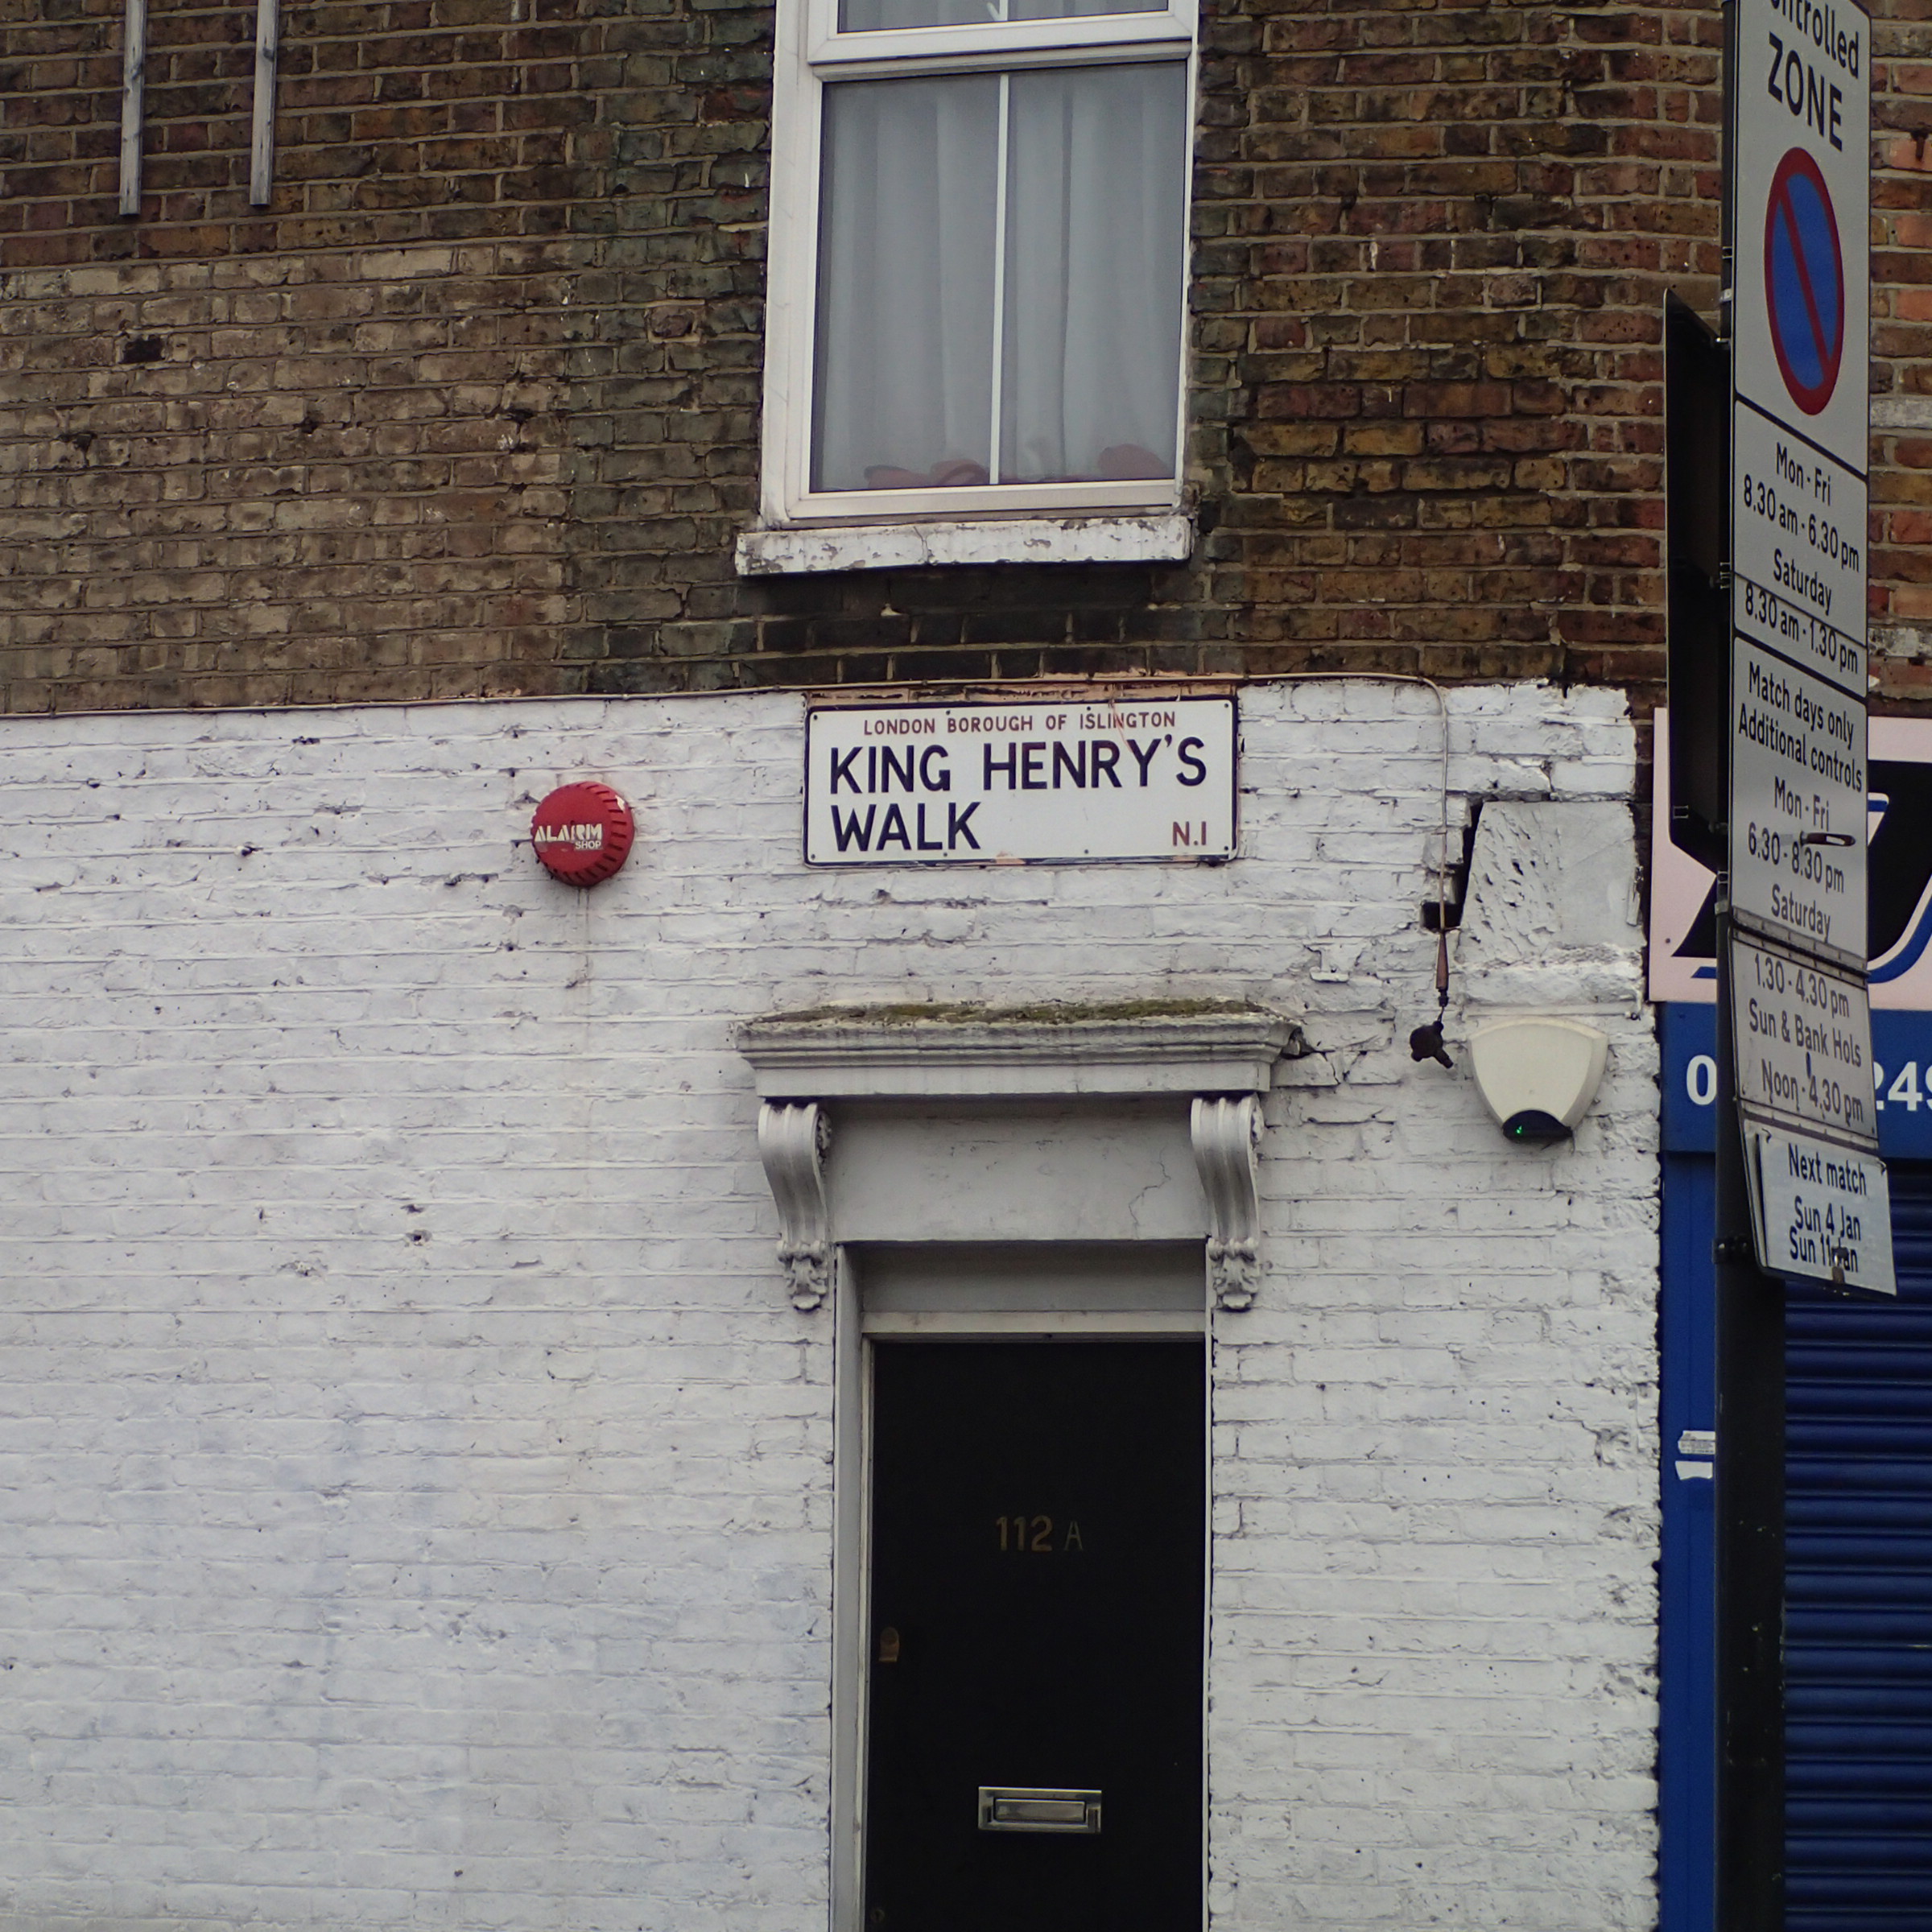 LONDON BOROUGH OF ISLINGTON
KING HENRY'S
WALK
N.1
ALARM
SHOP
112 A
ZONE
Mon - Fri
8.30 am - 6.30 pm
Saturday
8.30 am - 1.30 pm
Match days only
Additional controls
Mon - Fri
6.30 - 8.30 pm
Saturday
1.30 - 4.30 pm
Sun & Bank Hols
Noon - 4.30 pm
Next match
Sun 4 Jan
Sun 11 Jan